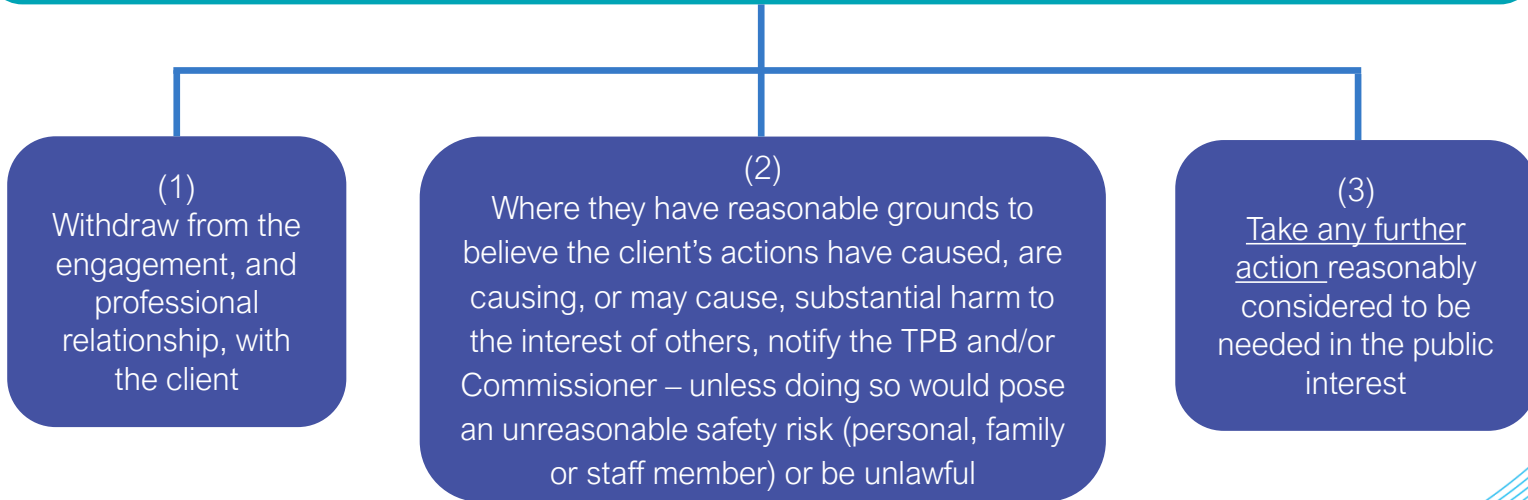 (1)
Withdraw from the
engagement, and
professional
relationship, with
the client
(2)
Where they have reasonable grounds to
believe the client’s actions have caused, are
causing, or may cause, substantial harm to
the interest of others, notify the TPB and/or
Commissioner – unless doing so would pose
an unreasonable safety risk (personal, family
or staff member) or be unlawful
(3)
Take any further
action reasonably
considered to be
needed in the public
interest